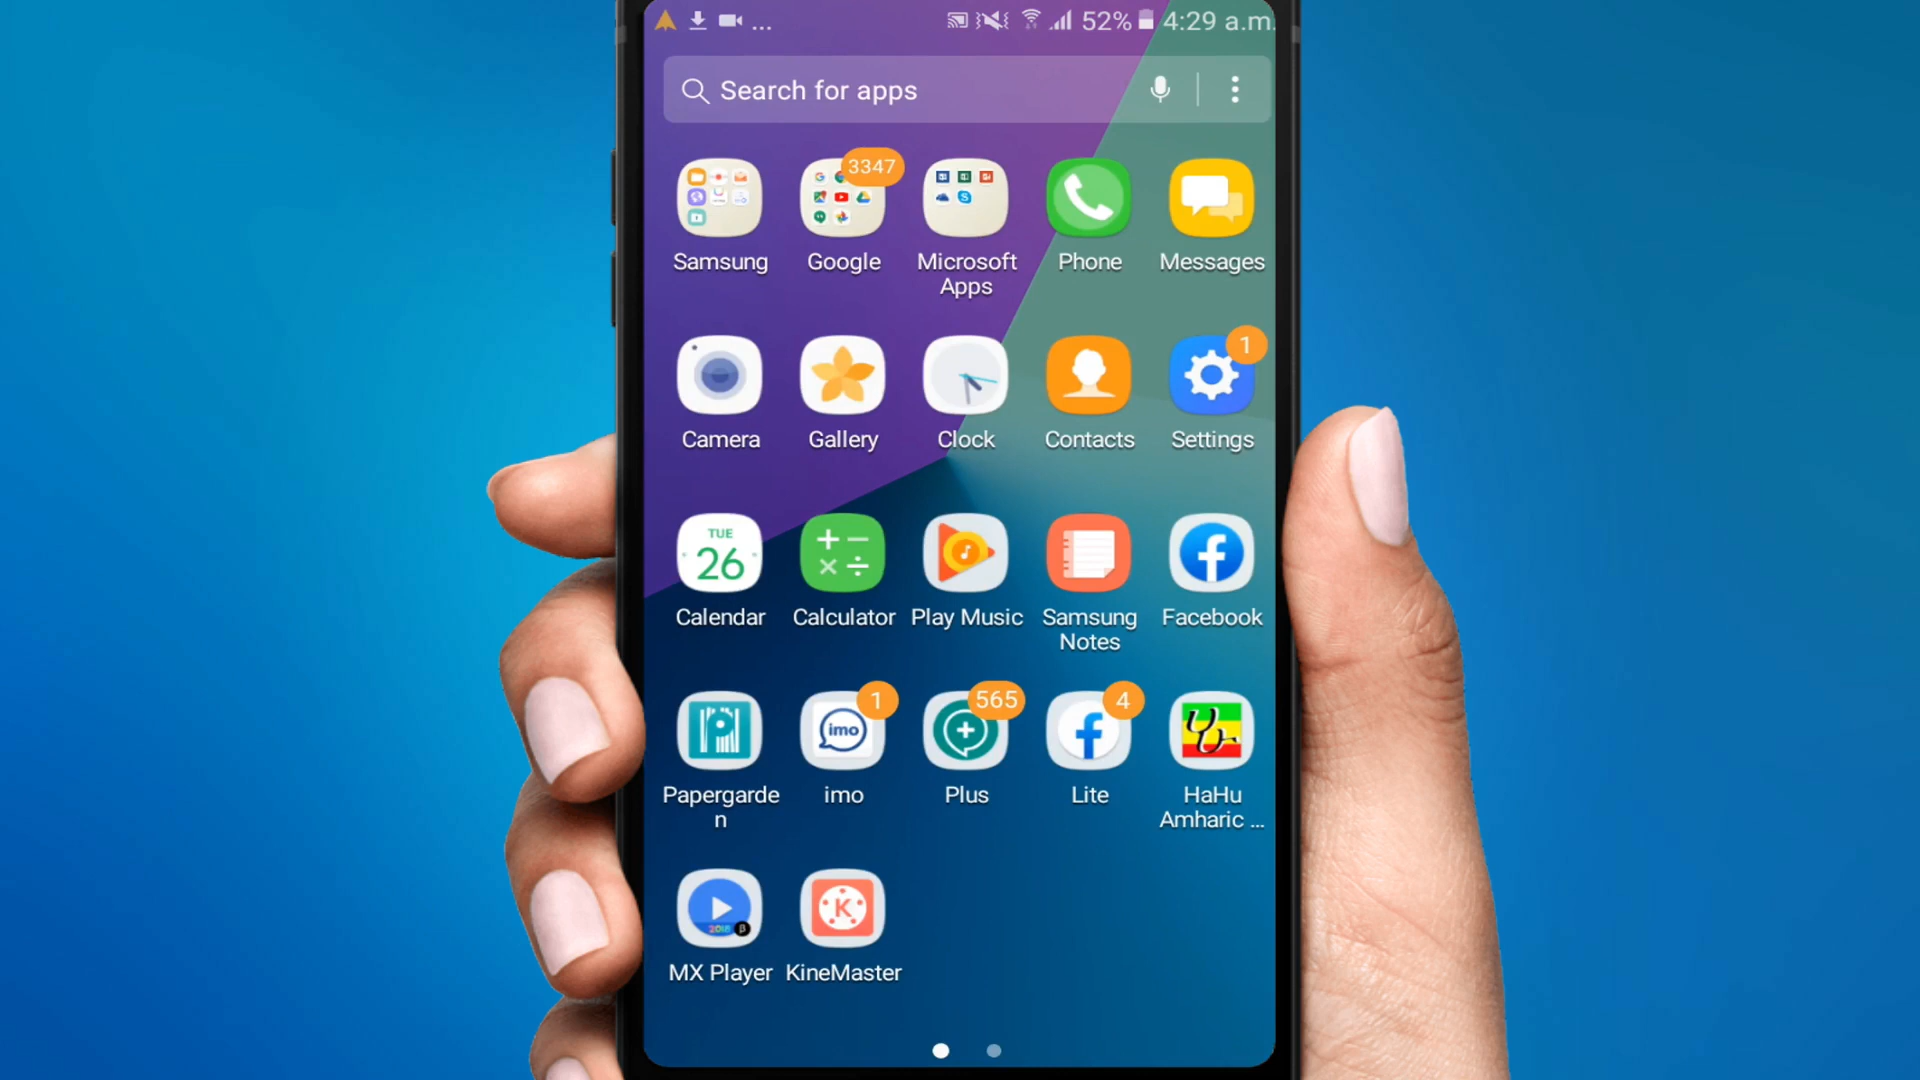 ... 52% 4:29 a.m.
Search for apps
3347
Samsung Google Microsoft Apps Phone Messages
1
Camera Gallery Clock Contacts Settings
TUE
26
Calendar Calculator Play Music Samsung Notes Facebook
imo
1 565 4
Papergarden imo Plus Lite HaHu Amharic ...
K
2018 β
MX Player KineMaster